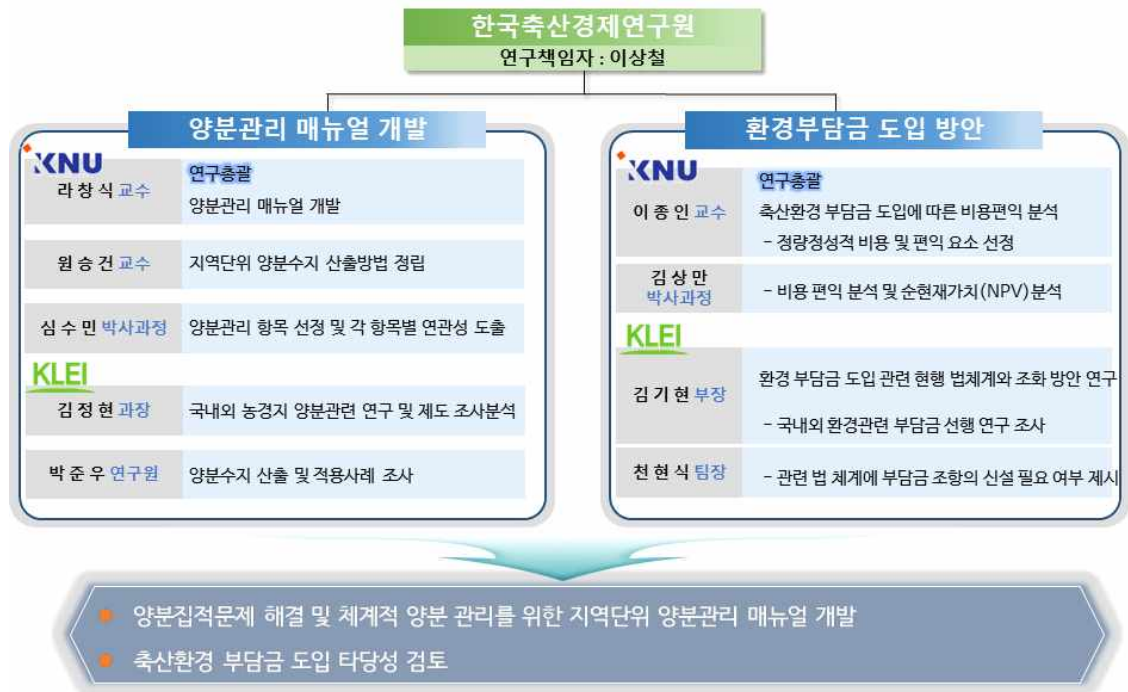 한국축산경제연구원
연구책임자 : 이상철
양분관리 매뉴얼 개발
KNU
라창식 교수
연구총괄
양분관리 매뉴얼 개발
원승건 교수
지역단위 양분수지 산출방법 정립
심수민 박사과정
양분관리 항목 선정 및 각 항목별 연관성 도출
KLEI
김정현 과장
국내외 농경지 양분관련 연구 및 제도 조사분석
박준우 연구원
양분수지 산출 및 적용사례 조사
환경부담금 도입 방안
KNU
이종인 교수
연구총괄
축산환경 부담금 도입에 따른 비용편익 분석
- 정량정성적 비용 및 편익 요소 선정
김상만
박사과정
- 비용 편익 분석 및 순현재가치(NPV)분석
KLEI
김기현 부장
환경 부담금 도입 관련 현행 법체계와 조화 방안 연구
- 국내외 환경관련 부담금 선행 연구 조사
천현식 팀장
- 관련 법 체계에 부담금 조항의 신설 필요 여부 제시
양분집적문제 해결 및 체계적 양분 관리를 위한 지역단위 양분관리 매뉴얼 개발
축산환경 부담금 도입 타당성 검토